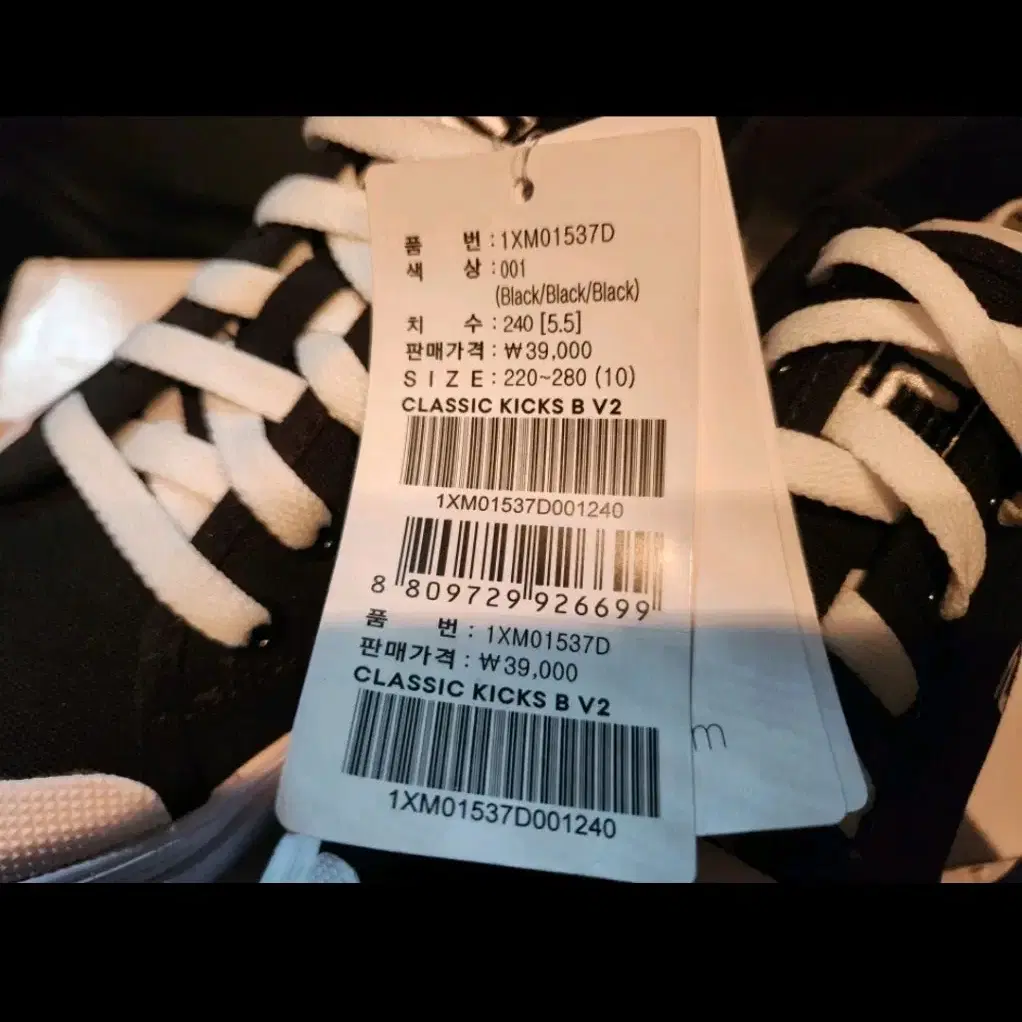 품 번 : 1XM01537D
색 상 : 001
(Black/Black/Black)
치 수 : 240 [5.5]
판매가격 : ₩39,000
S I Z E : 220~280 (10)
CLASSIC KICKS B V2
1XM01537D001240
8 809729 926699
품 번 : 1XM01537D
판매가격 : ₩39,000
CLASSIC KICKS B V2
1XM01537D001240
m